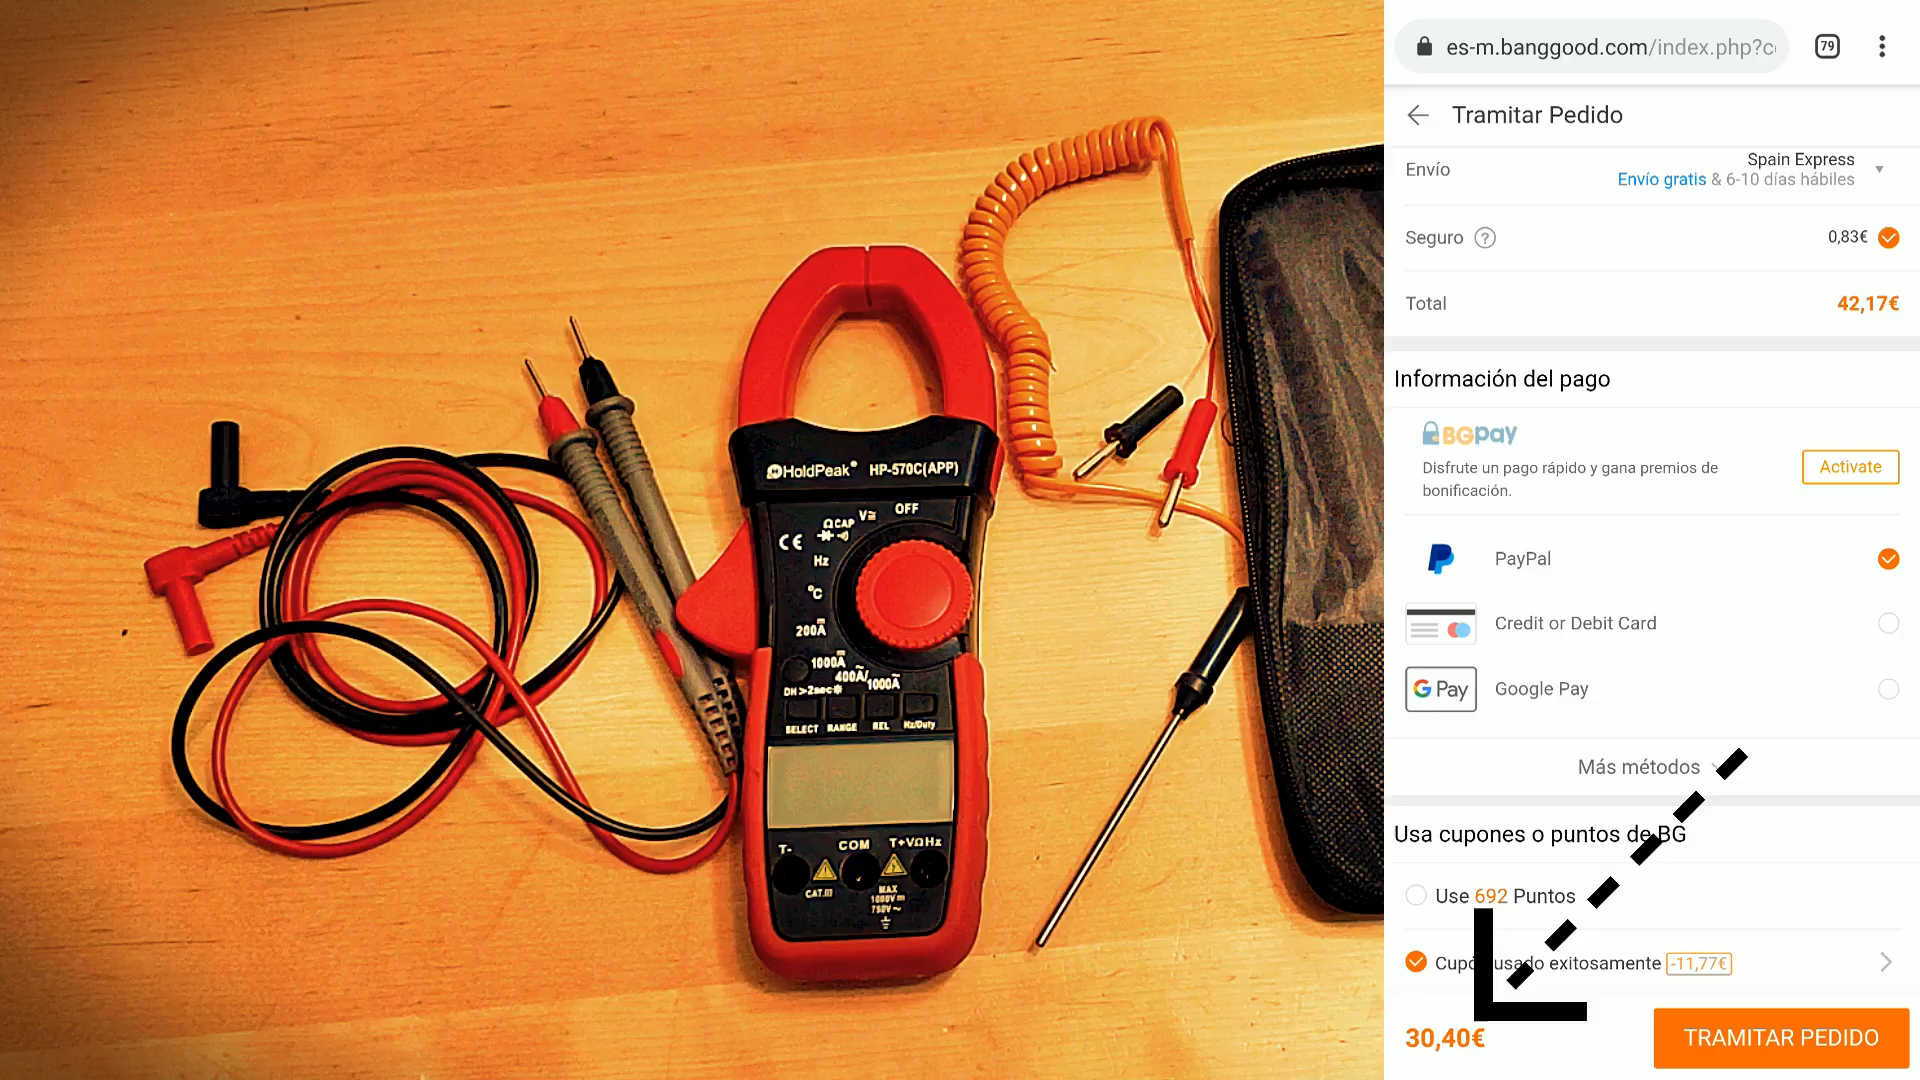 HoldPeak® HP-570C(APP)
OFF
V
ΩCAP
CE
Hz
°C
200A
1000A
400A/
1000A
DH >2sec☀
SELECT RANGE REL Hz/Duty
T- COM T+VΩHz
CAT.III
MAX
1000V
750V~
es-m.banggood.com/index.php?c
79
Tramitar Pedido
Envío
Spain Express
Envío gratis & 6-10 días hábiles
Seguro ?
0,83€
Total
42,17€
Información del pago
BGpay
Disfrute un pago rápido y gana premios de
bonificación.
Activate
PayPal
Credit or Debit Card
G Pay
Google Pay
Más métodos
Usa cupones o puntos de BG
Use 692 Puntos
Cupón usado exitosamente -11,77€
30,40€
TRAMITAR PEDIDO